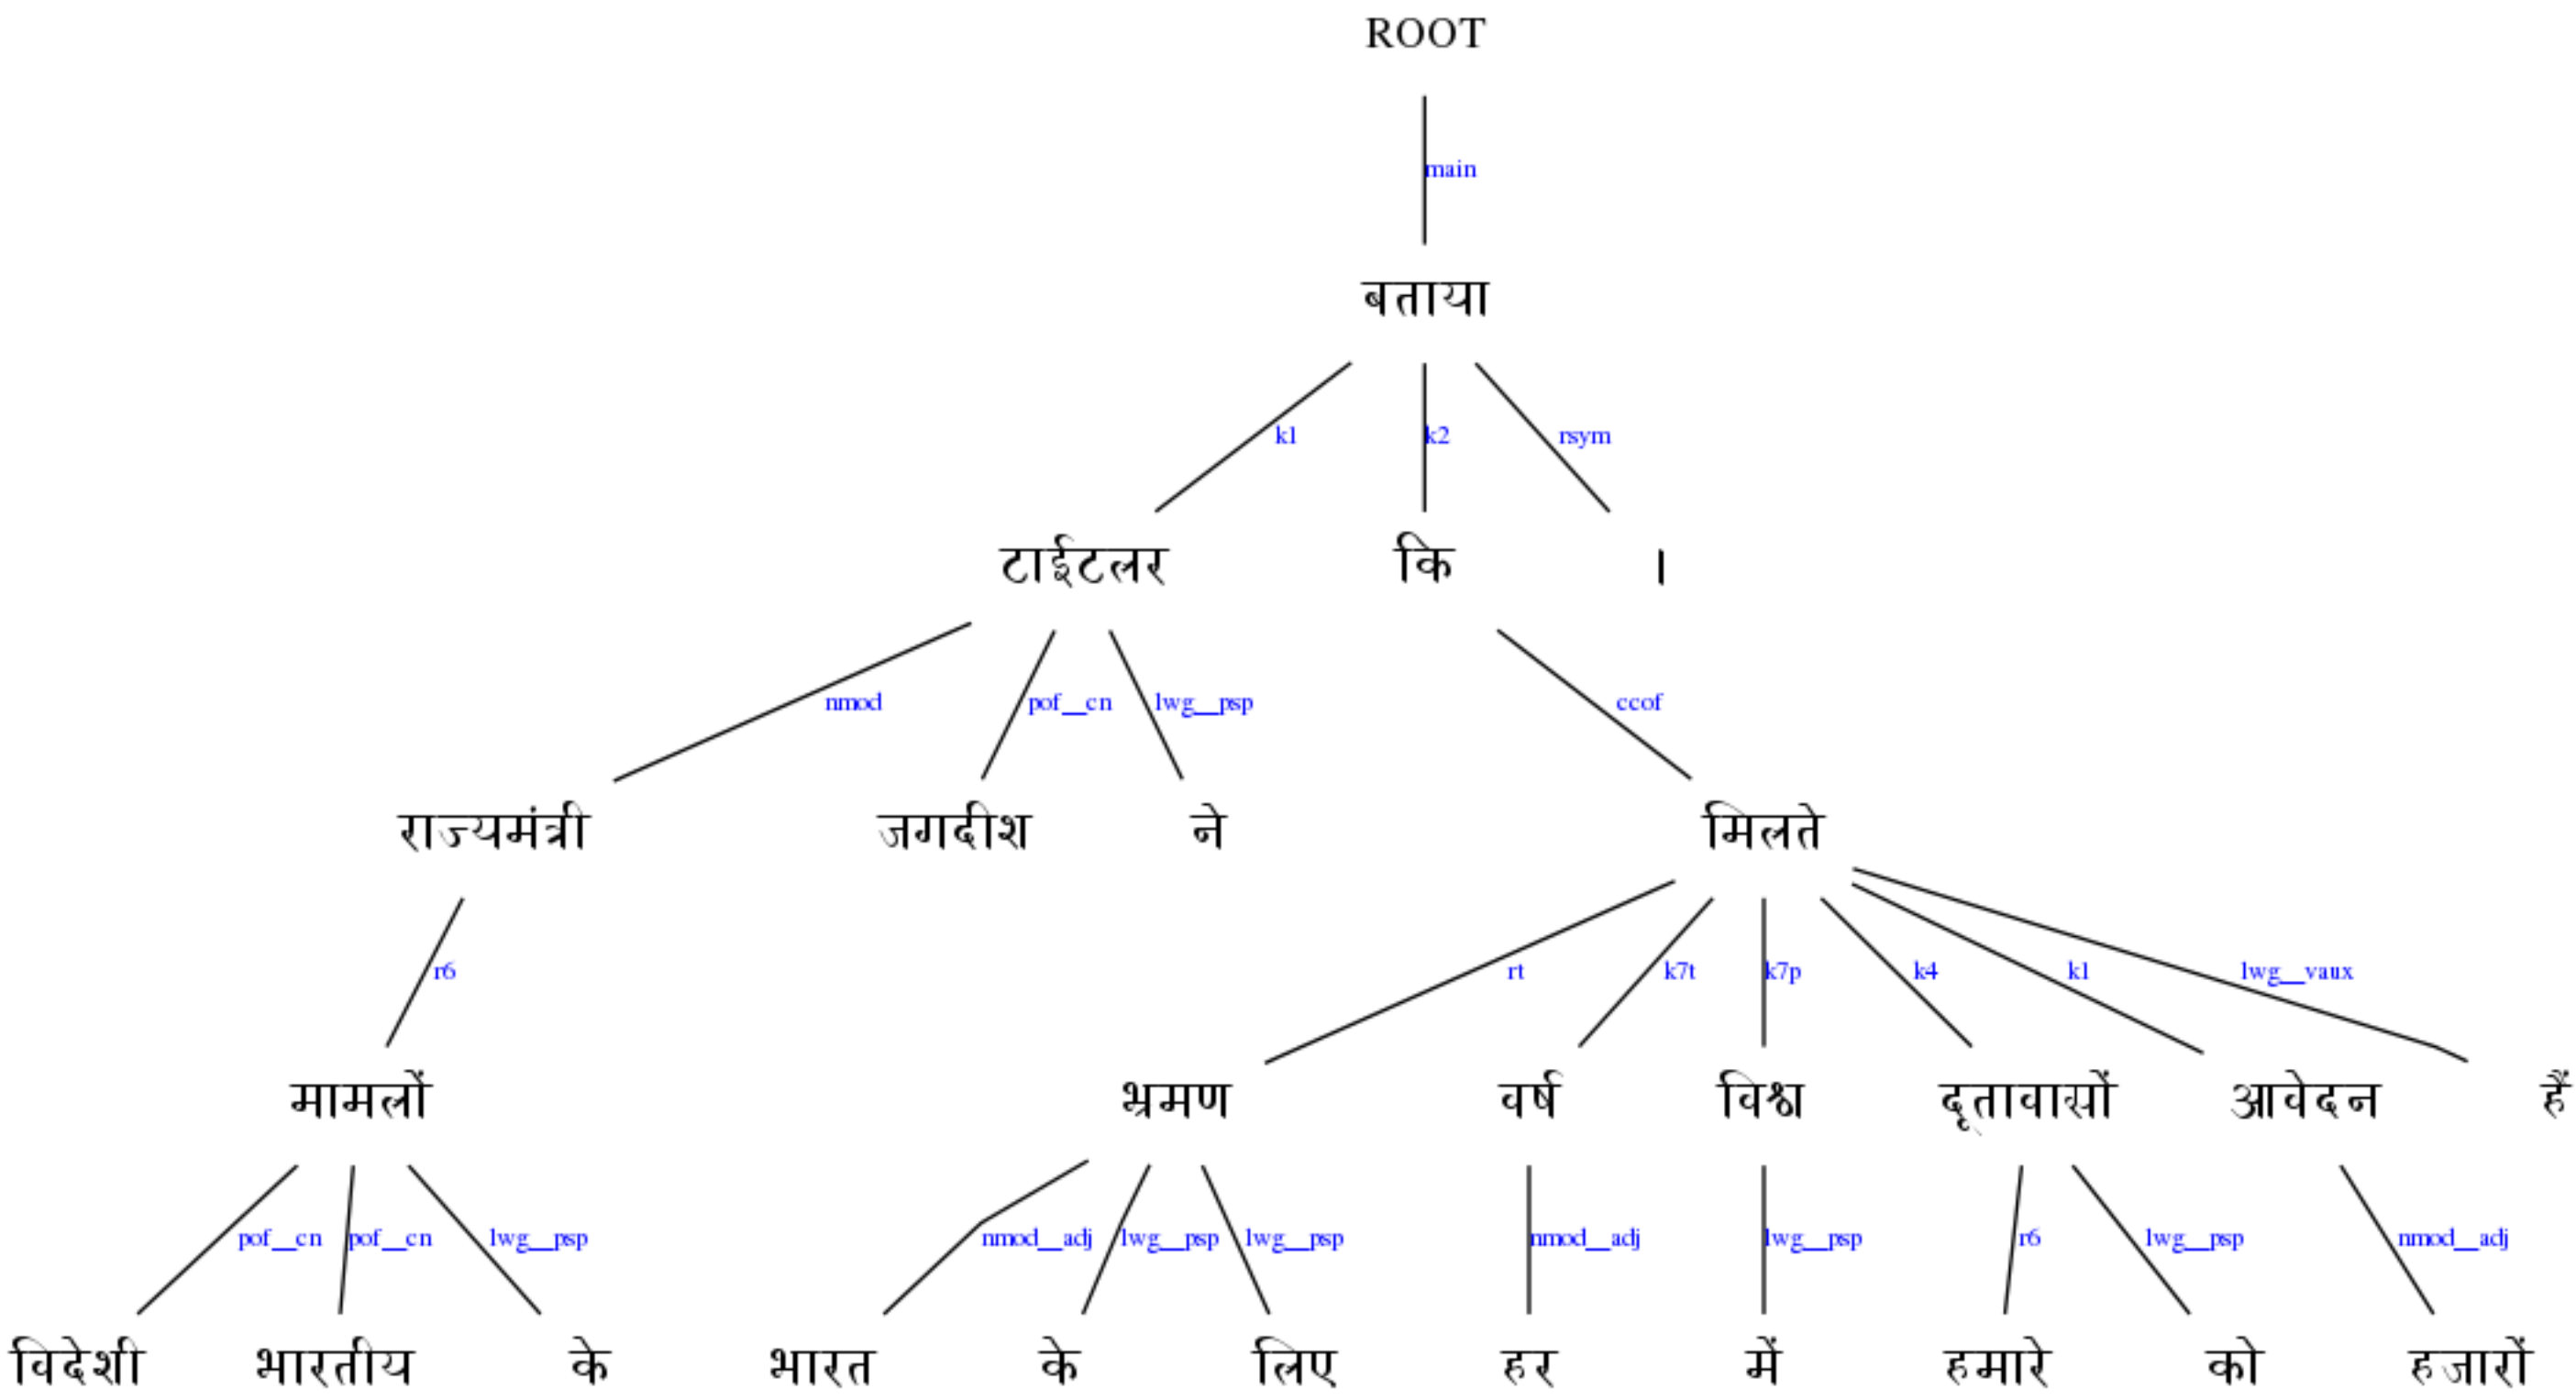 ROOT
main
बताया
k1 k2 rsym
टाईटलर कि ।
nmod pof__cn lwg__psp ccof
राज्यमंत्री जगदीश ने मिलते
r6 rt k7t k7p k4 k1 lwg__vaux
मामलों भ्रमण वर्ष विश्व दूतावासों आवेदन हैं
pof__cn pof__cn lwg__psp nmod__adj lwg__psp lwg__psp nmod__adj lwg__psp r6 lwg__psp nmod__adj
विदेशी भारतीय के भारत के लिए हर में हमारे को हजारों